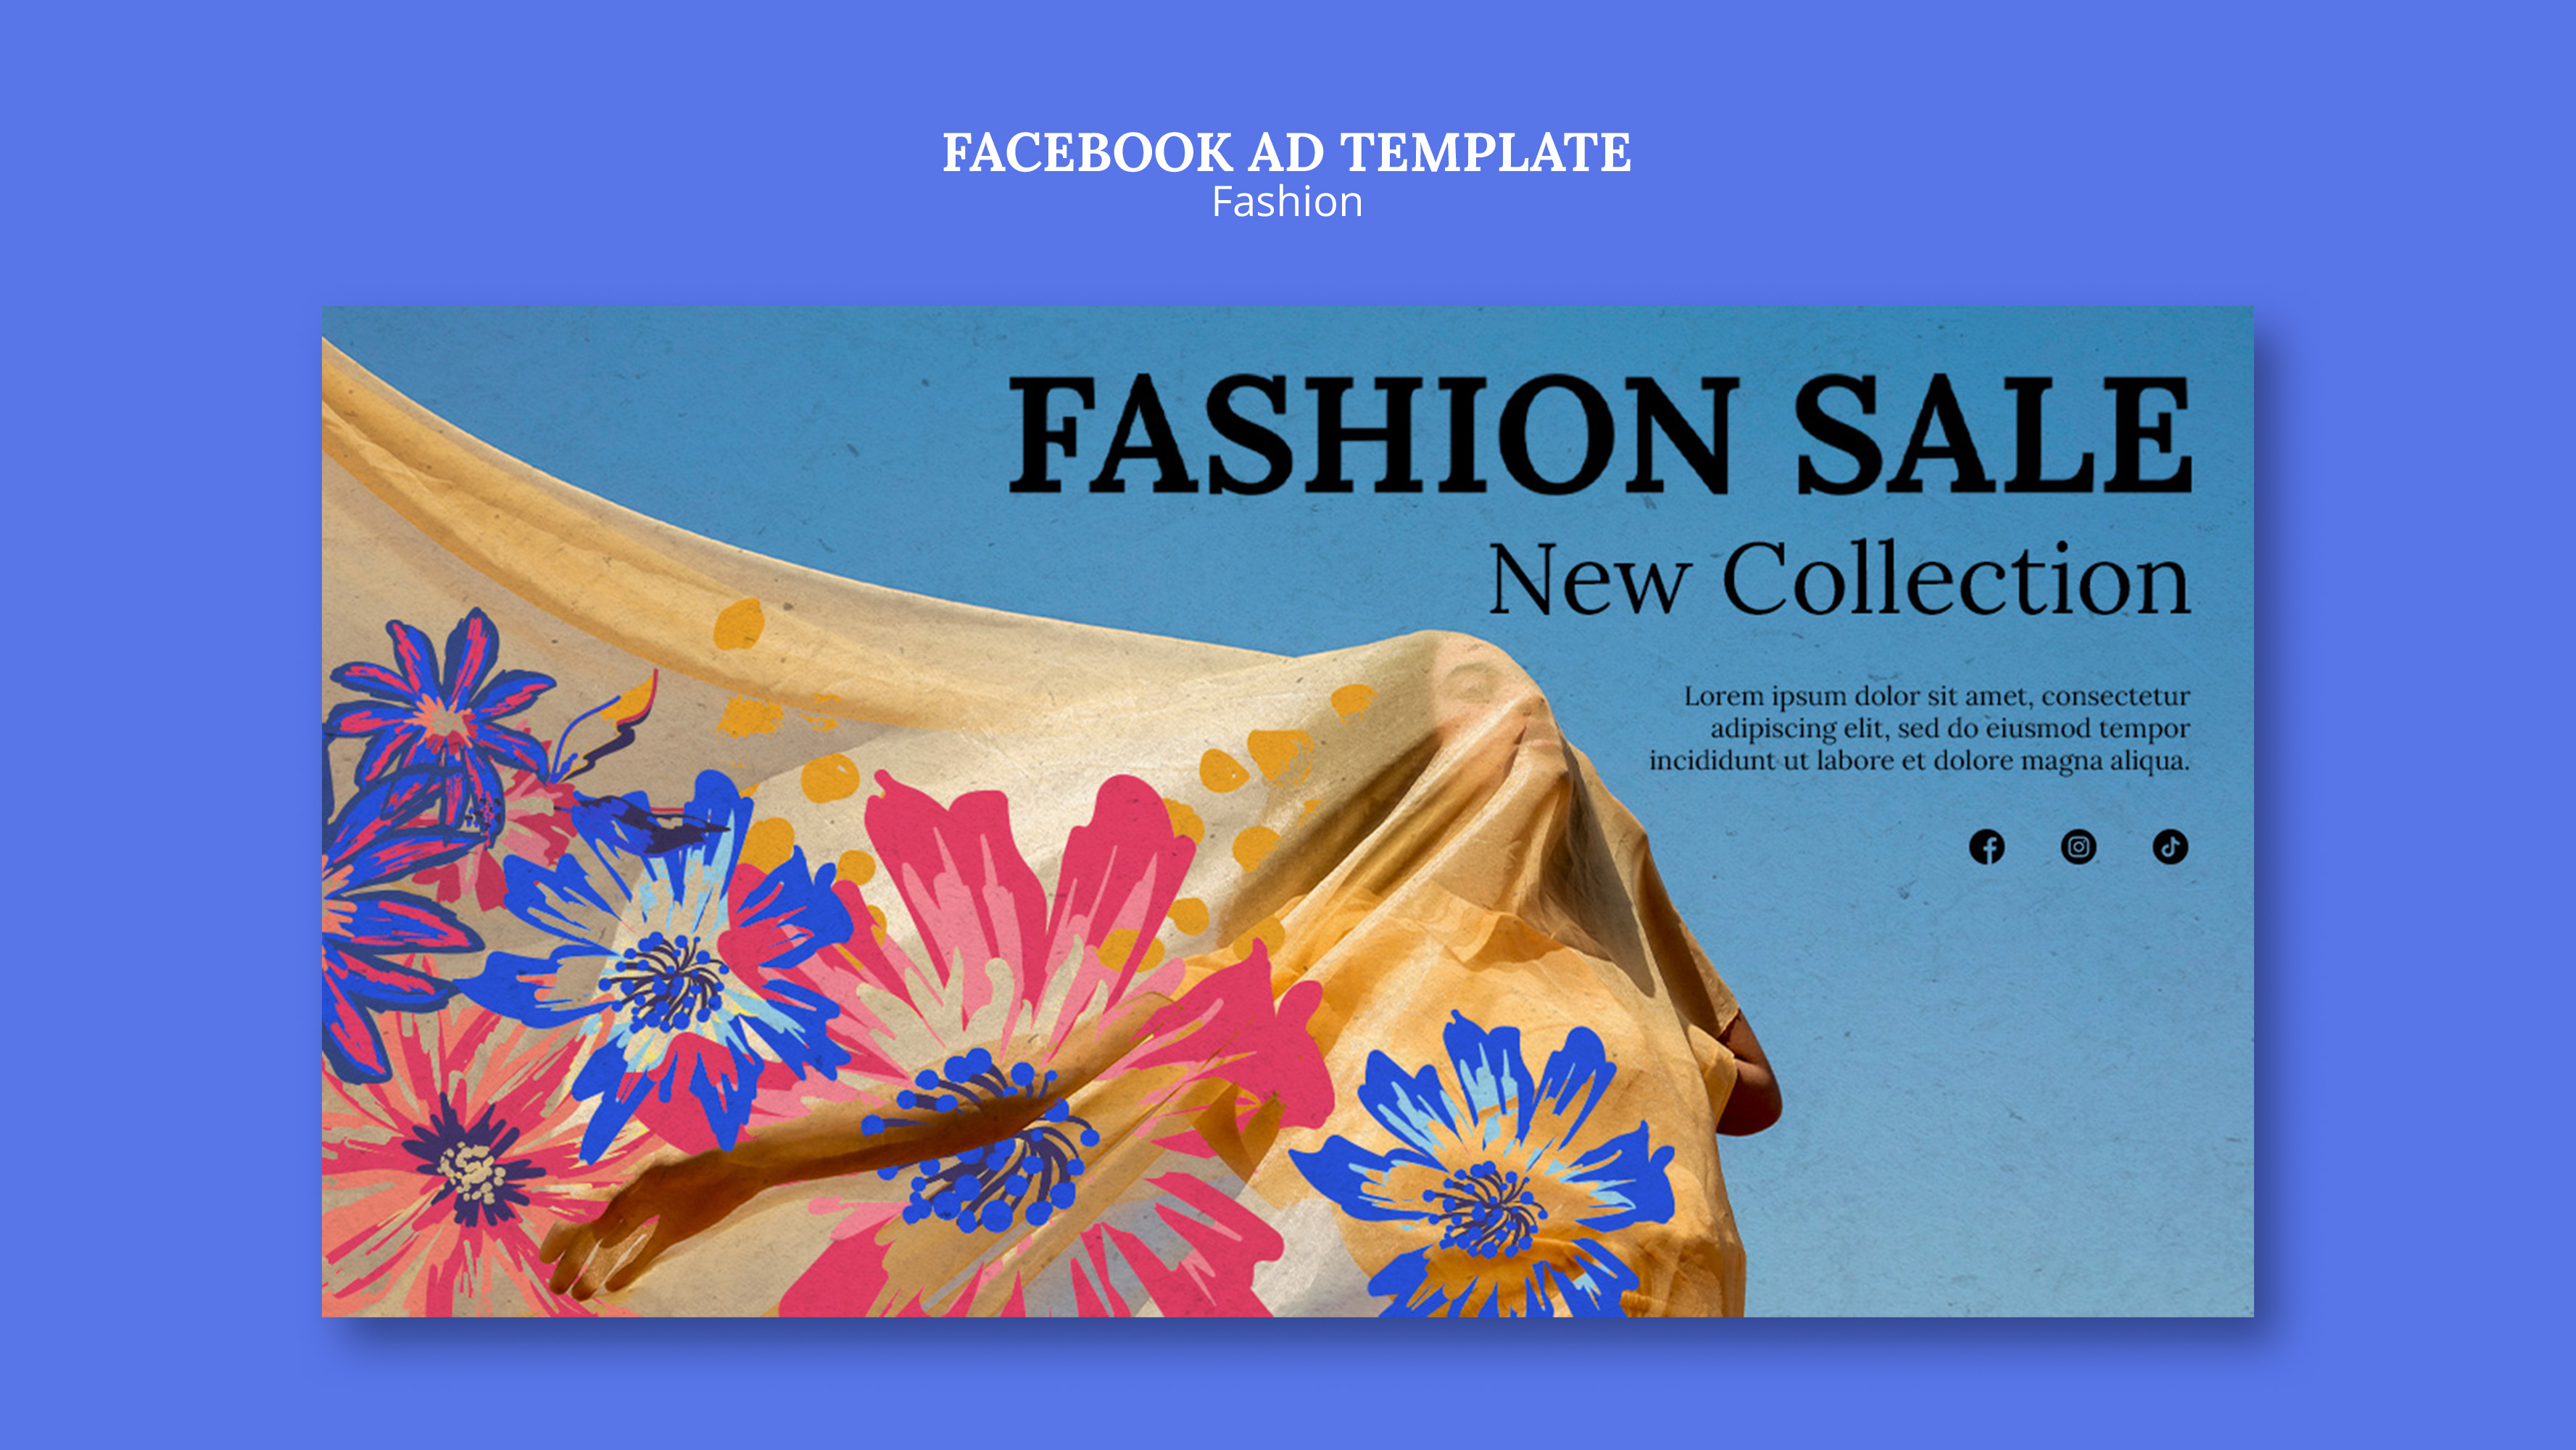 FACEBOOK AD TEMPLATE
Fashion
FASHION SALE
New Collection
Lorem ipsum dolor sit amet, consectetur
adipiscing elit, sed do eiusmod tempor
incididunt ut labore et dolore magna aliqua.